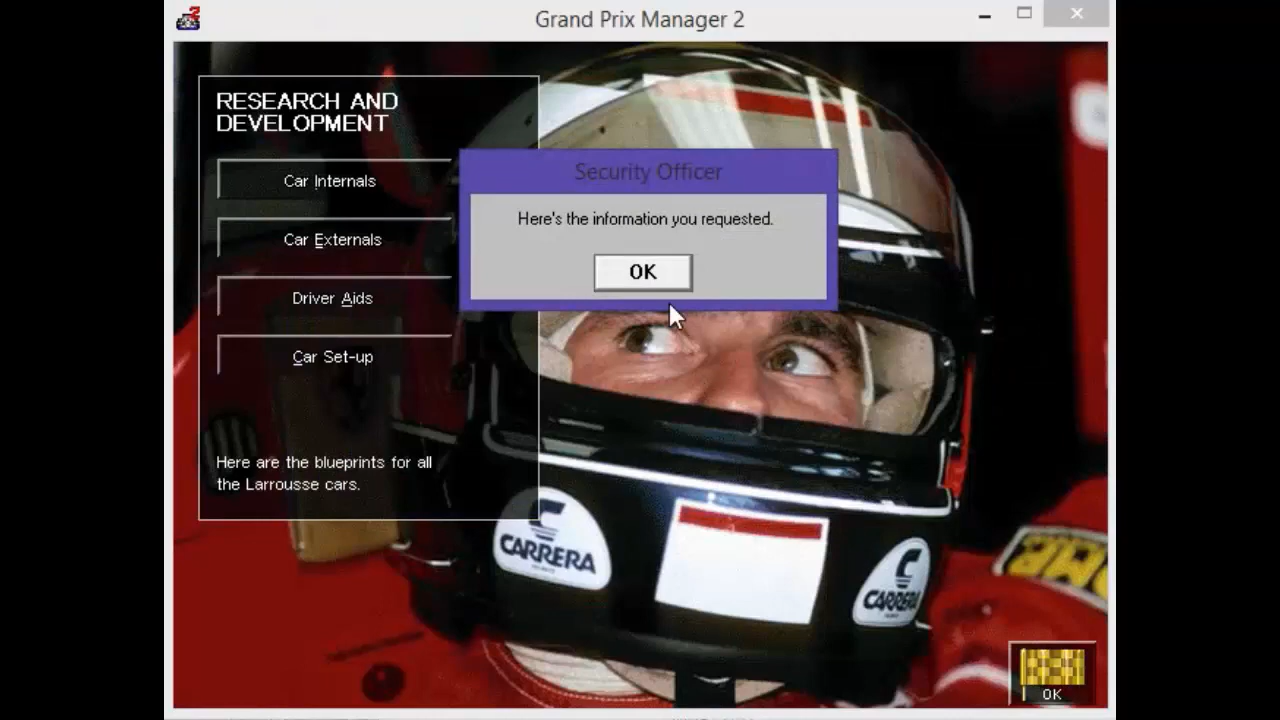 Grand Prix Manager 2
RESEARCH AND
DEVELOPMENT
Car Internals
Car Externals
Driver Aids
Car Set-up
Here are the blueprints for all
the Larrousse cars.
Security Officer
Here's the information you requested.
OK
CARRERA
CARRERA
OK